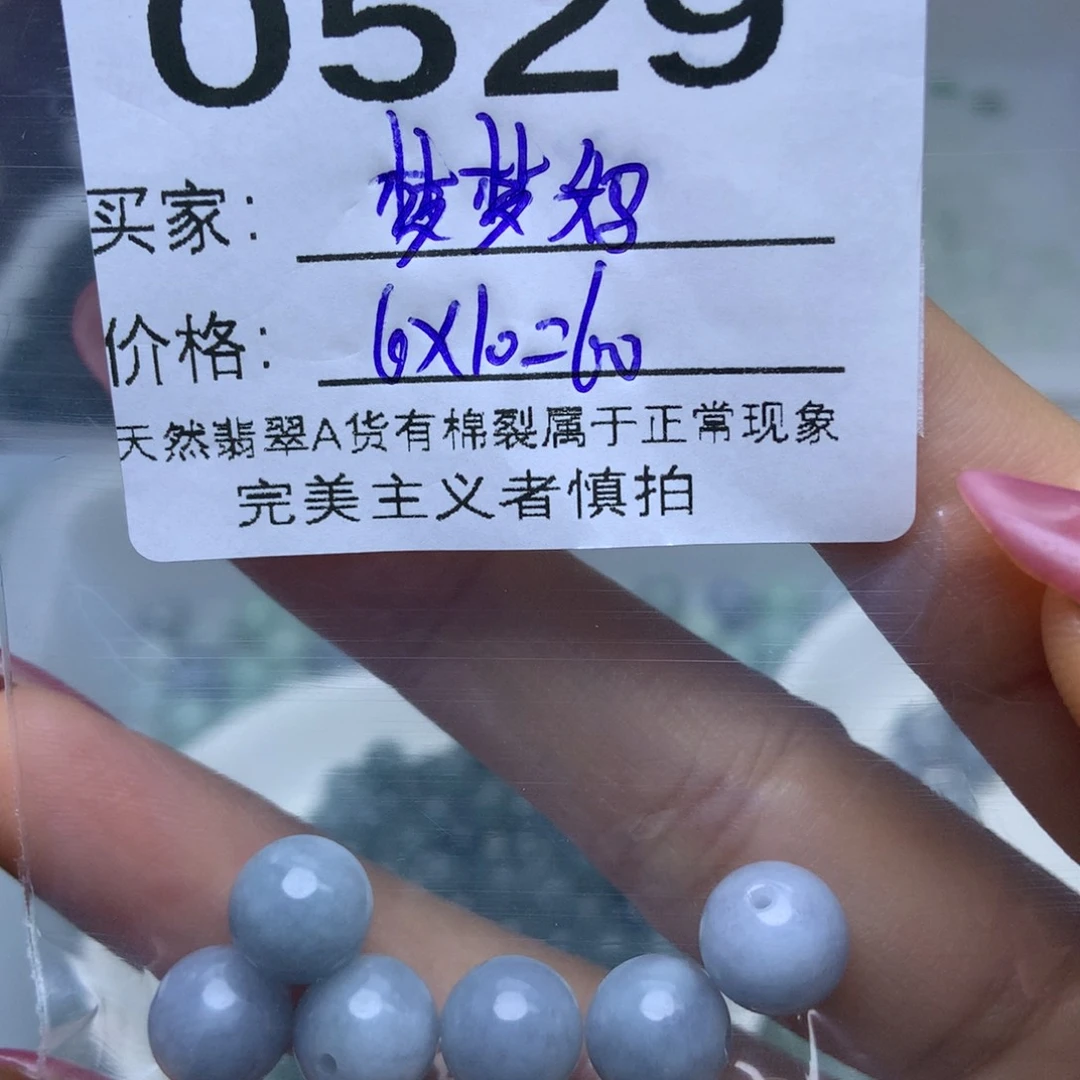 0529
买家: 梦梦
价格: 6×10=60
天然翡翠A货有棉裂属于正常现象
完美主义者慎拍